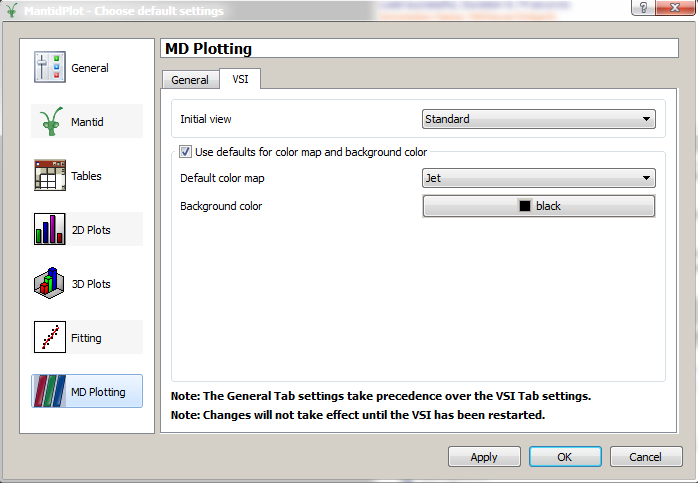 MantidPlot - Choose default settings
General
Mantid
Tables
2D Plots
3D Plots
Fitting
MD Plotting
MD Plotting
General
VSI
Initial view
Standard
Use defaults for color map and background color
Default color map
Jet
Background color
black
Note: The General Tab settings take precedence over the VSI Tab settings.
Note: Changes will not take effect until the VSI has been restarted.
Apply
OK
Cancel